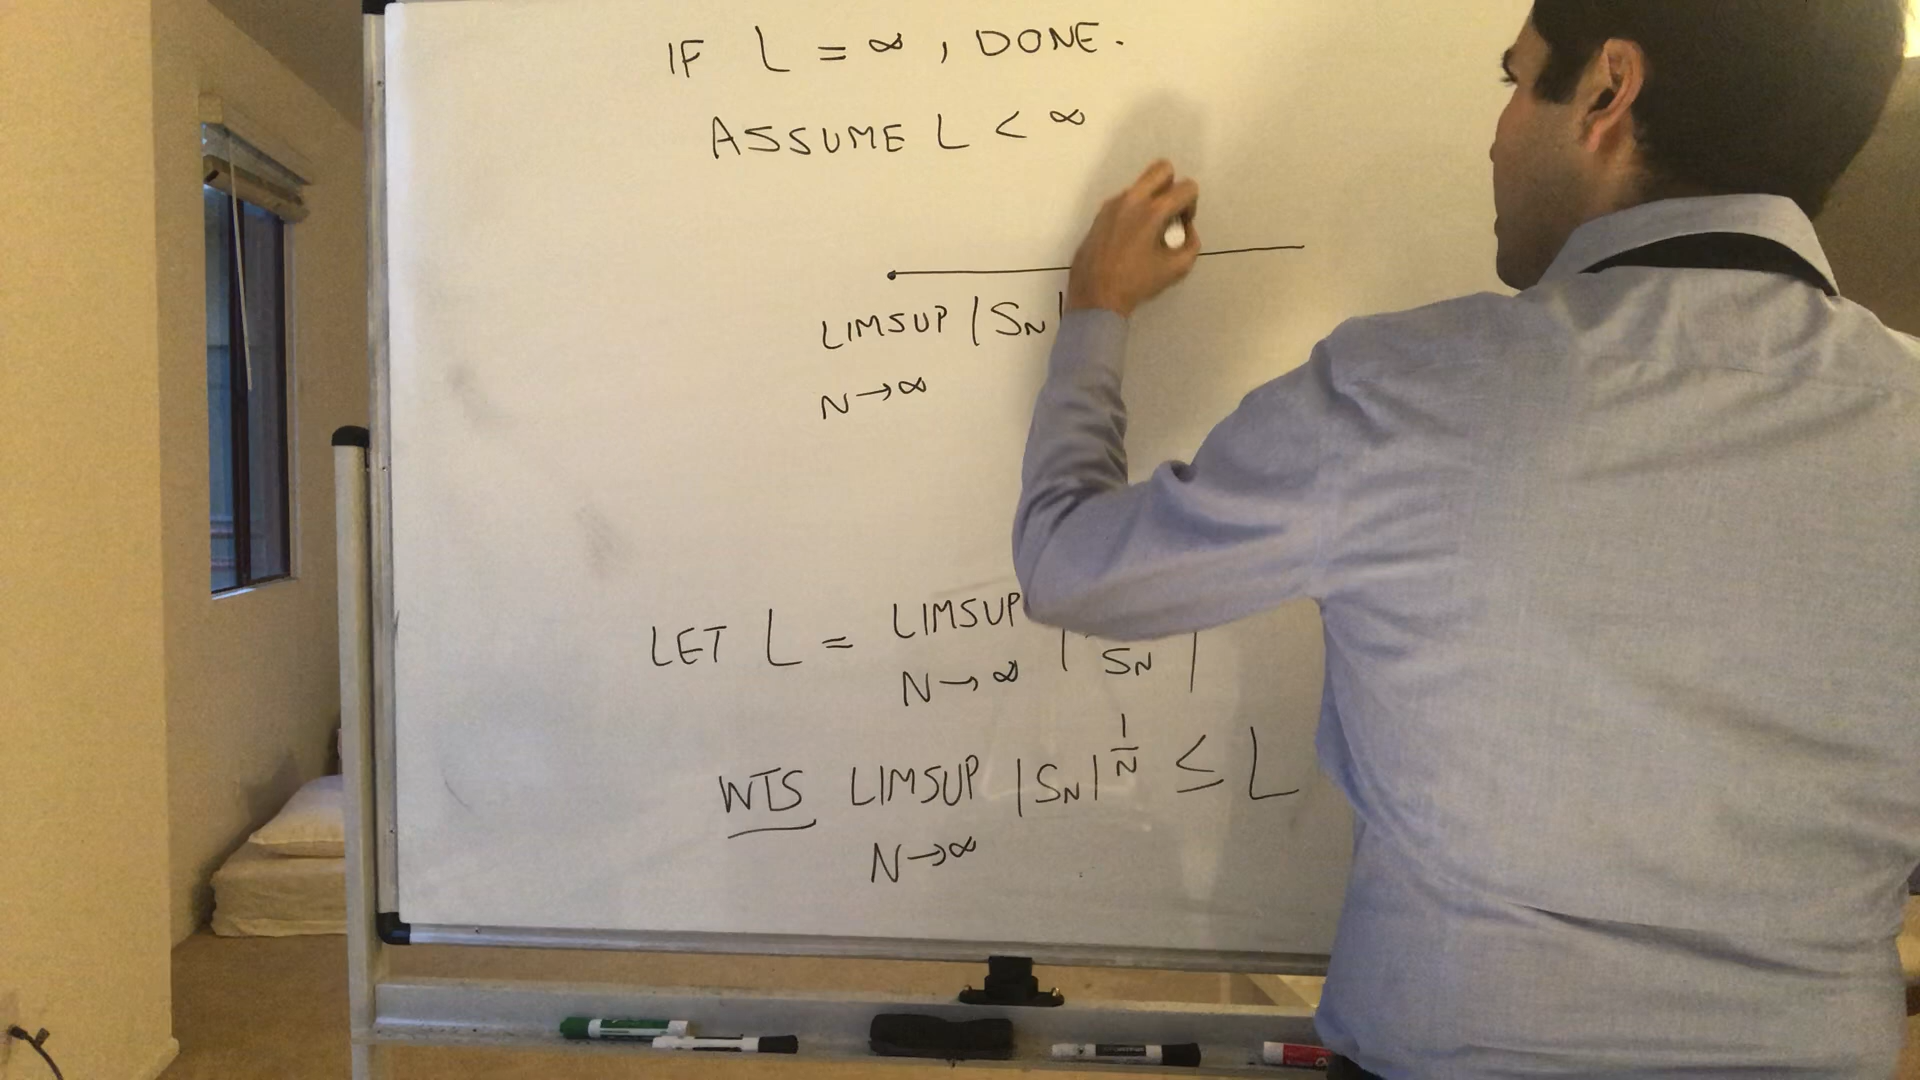 IF L = ∞, DONE.
ASSUME L < ∞
LIMSUP |SN|
N→∞
LET L = LIMSUP | SN |
N→∞
WTS LIMSUP |SN|^1/N ≤ L
N→∞